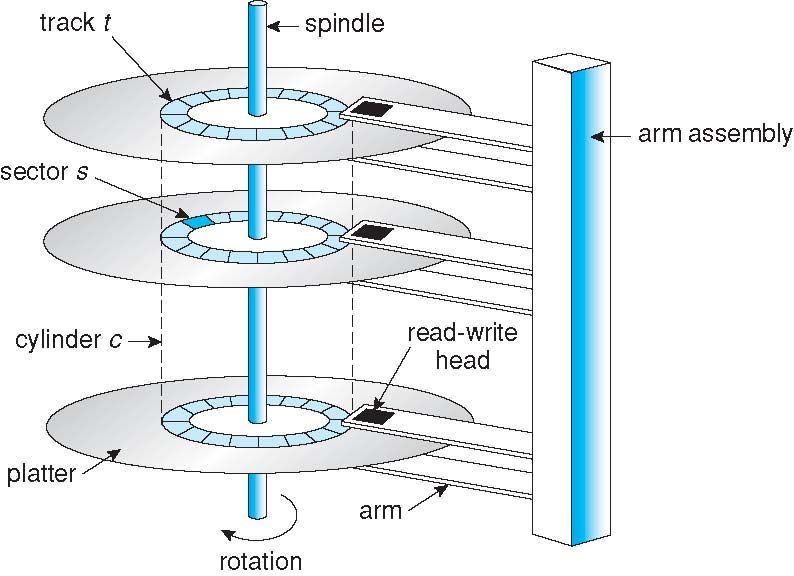 track t
spindle
arm assembly
sector s
cylinder c
read-write
head
platter
arm
rotation